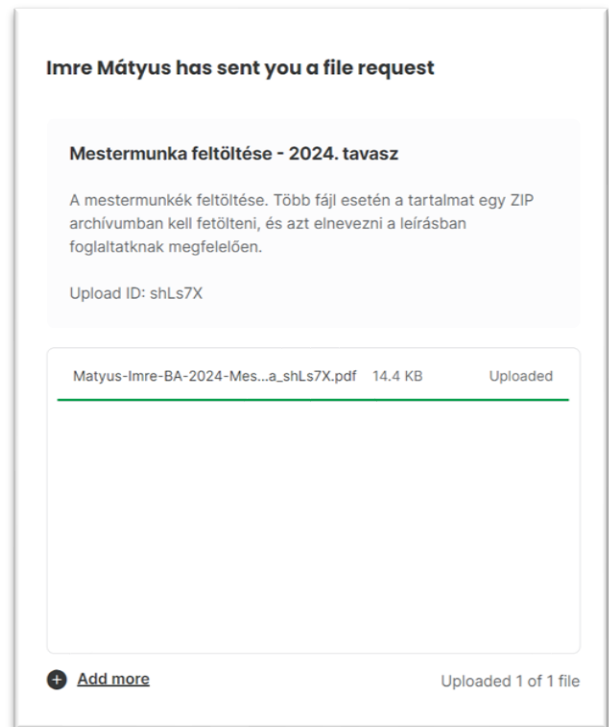 Imre Mátyus has sent you a file request
Mestermunka feltöltése - 2024. tavasz
A mestermunkék feltöltése. Több fájl esetén a tartalmat egy ZIP
archívumban kell fetölteni, és azt elnevezni a leírásban
foglaltatknak megfelelően.
Upload ID: shLs7X
Matyus-Imre-BA-2024-Mes...a_shLs7X.pdf 14.4 KB Uploaded
Add more Uploaded 1 of 1 file